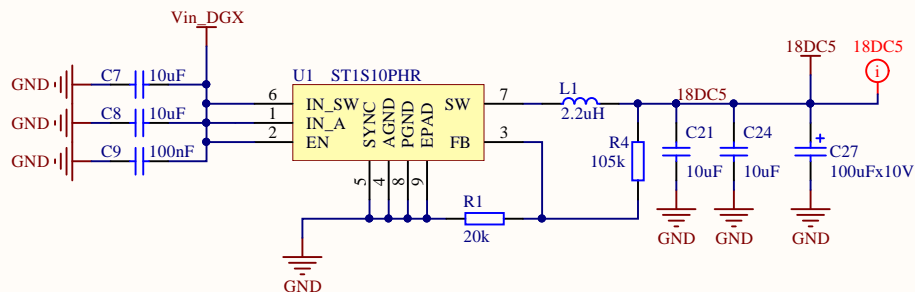 Vin_DGX
18DC5 18DC5
i
GND C7 10uF
U1 ST1S10PHR
L1
6 IN_SW SW 7
18DC5
GND C8 10uF
1 IN_A
2.2uH
2 EN FB 3
SYNC AGND PGND EPAD
GND C9 100nF
R4
105k
C21
10uF
C24
10uF
+
C27
100uFx10V
5 4 8 9
R1
20k
GND GND GND
GND